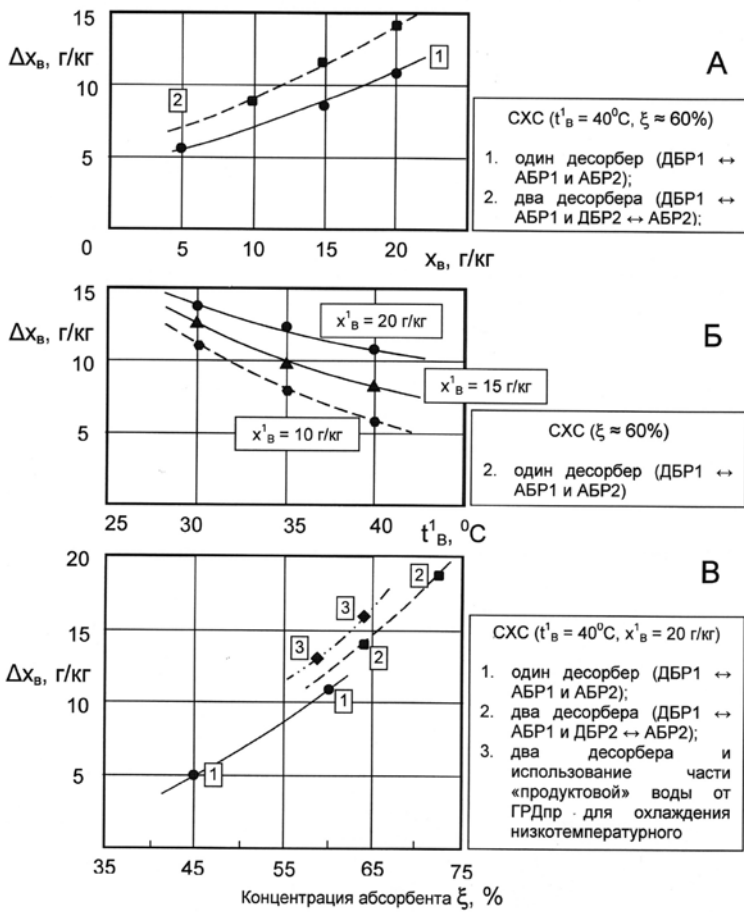 15
Δxв, г/кг
10
5
0
1
2
5
10
15
20
xв, г/кг
А
СХС (t¹в = 40⁰С, ξ ≈ 60%)
1. один десорбер (ДБР1 ↔
АБР1 и АБР2);
2. два десорбера (ДБР1 ↔
АБР1 и ДБР2 ↔ АБР2);
15
Δxв, г/кг
10
5
x¹в = 20 г/кг
x¹в = 15 г/кг
x¹в = 10 г/кг
25
30
35
40
0
t¹в, ⁰С
Б
СХС (ξ ≈ 60%)
2. один десорбер (ДБР1 ↔
АБР1 и АБР2)
20
15
Δxв, г/кг
10
5
3
3
2
2
1
1
35
45
55
65
75
Концентрация абсорбента ξ, %
В
СХС (t¹в = 40⁰С, x¹в = 20 г/кг)
1. один десорбер (ДБР1 ↔
АБР1 и АБР2);
2. два десорбера (ДБР1 ↔
АБР1 и ДБР2 ↔ АБР2);
3. два десорбера и
использование части
«продуктовой» воды от
ГРДпр для охлаждения
низкотемпературного